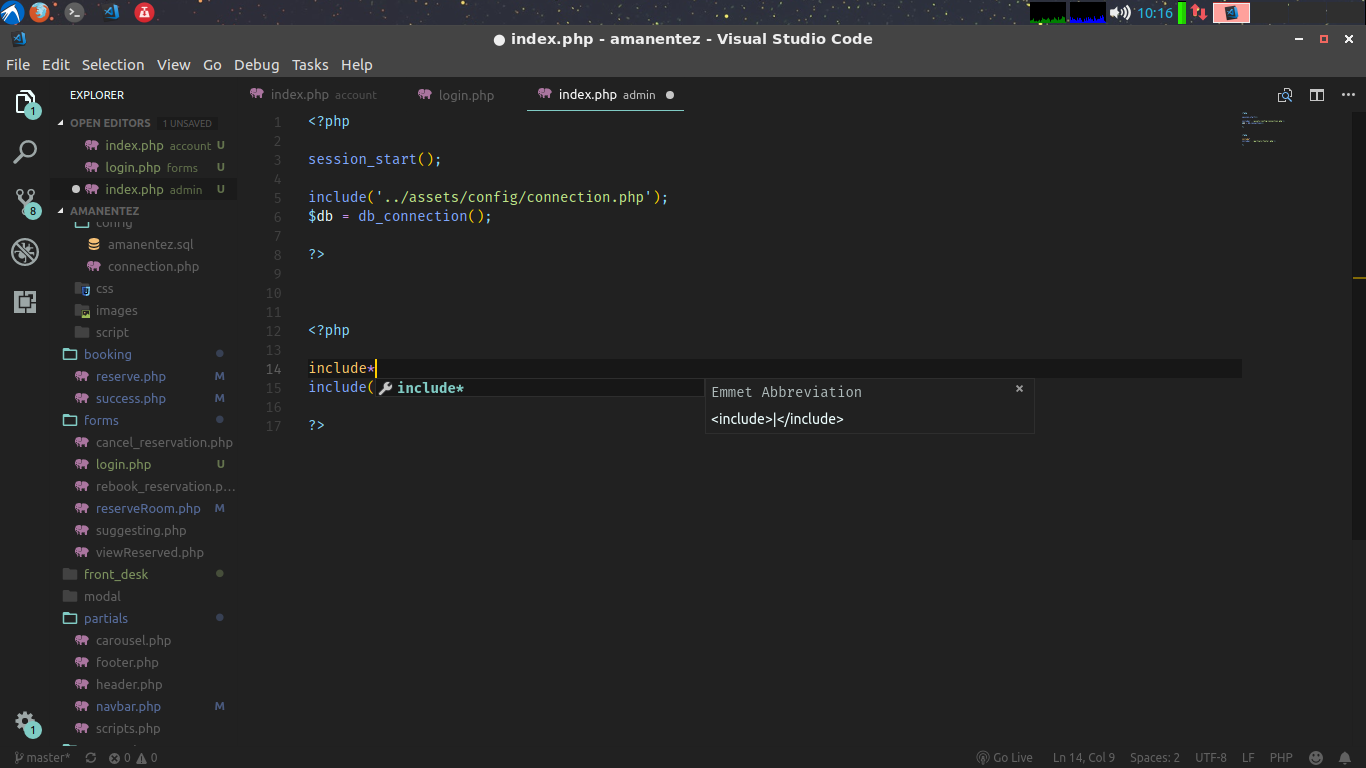 10:16
● index.php - amanentez - Visual Studio Code
File Edit Selection View Go Debug Tasks Help
EXPLORER
index.php account
login.php
index.php admin
1
OPEN EDITORS 1 UNSAVED
index.php account U
login.php forms U
index.php admin U
8
AMANENTEZ
config
amanentez.sql
connection.php
css
images
script
booking
reserve.php M
success.php M
forms
cancel_reservation.php
login.php U
rebook_reservation.p...
reserveRoom.php M
suggesting.php
viewReserved.php
front_desk
modal
partials
carousel.php
footer.php
header.php
navbar.php M
scripts.php
1
1 <?php
2
3 session_start();
4
5 include('../assets/config/connection.php');
6 $db = db_connection();
7
8 ?>
9
10
11
12 <?php
13
14 include*
15 include(
16
17 ?>
include*
Emmet Abbreviation ×
<include>|</include>
master* 0 0
Go Live Ln 14, Col 9 Spaces: 2 UTF-8 LF PHP